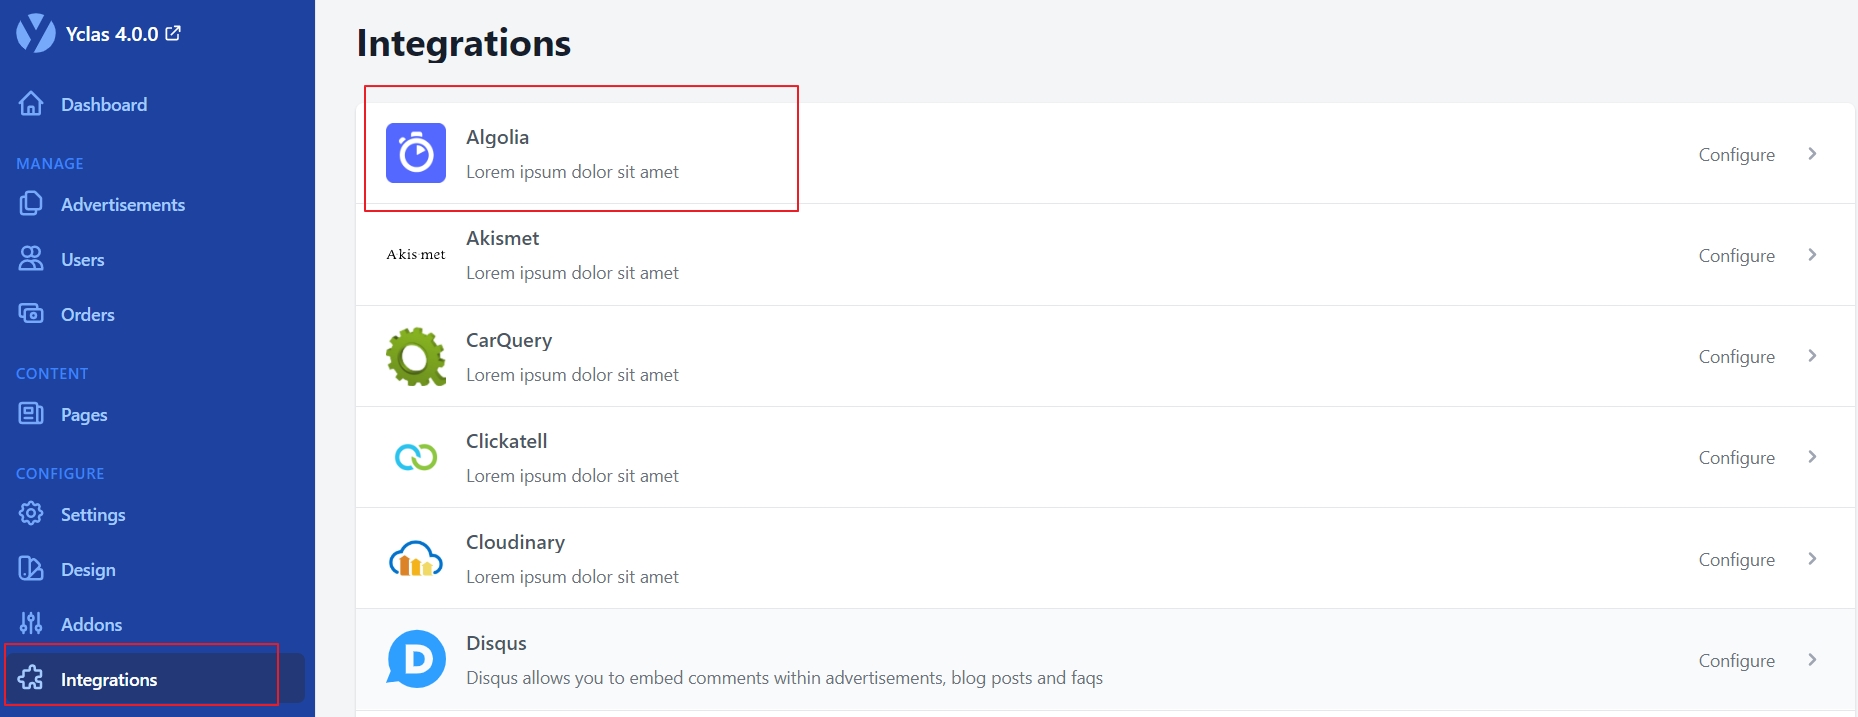 Yclas 4.0.0
Dashboard
MANAGE
Advertisements
Users
Orders
CONTENT
Pages
CONFIGURE
Settings
Design
Addons
Integrations
Integrations
Algolia
Lorem ipsum dolor sit amet
Configure
Akismet
Akismet
Lorem ipsum dolor sit amet
Configure
CarQuery
Lorem ipsum dolor sit amet
Configure
Clickatell
Lorem ipsum dolor sit amet
Configure
Cloudinary
Lorem ipsum dolor sit amet
Configure
D
Disqus
Disqus allows you to embed comments within advertisements, blog posts and faqs
Configure